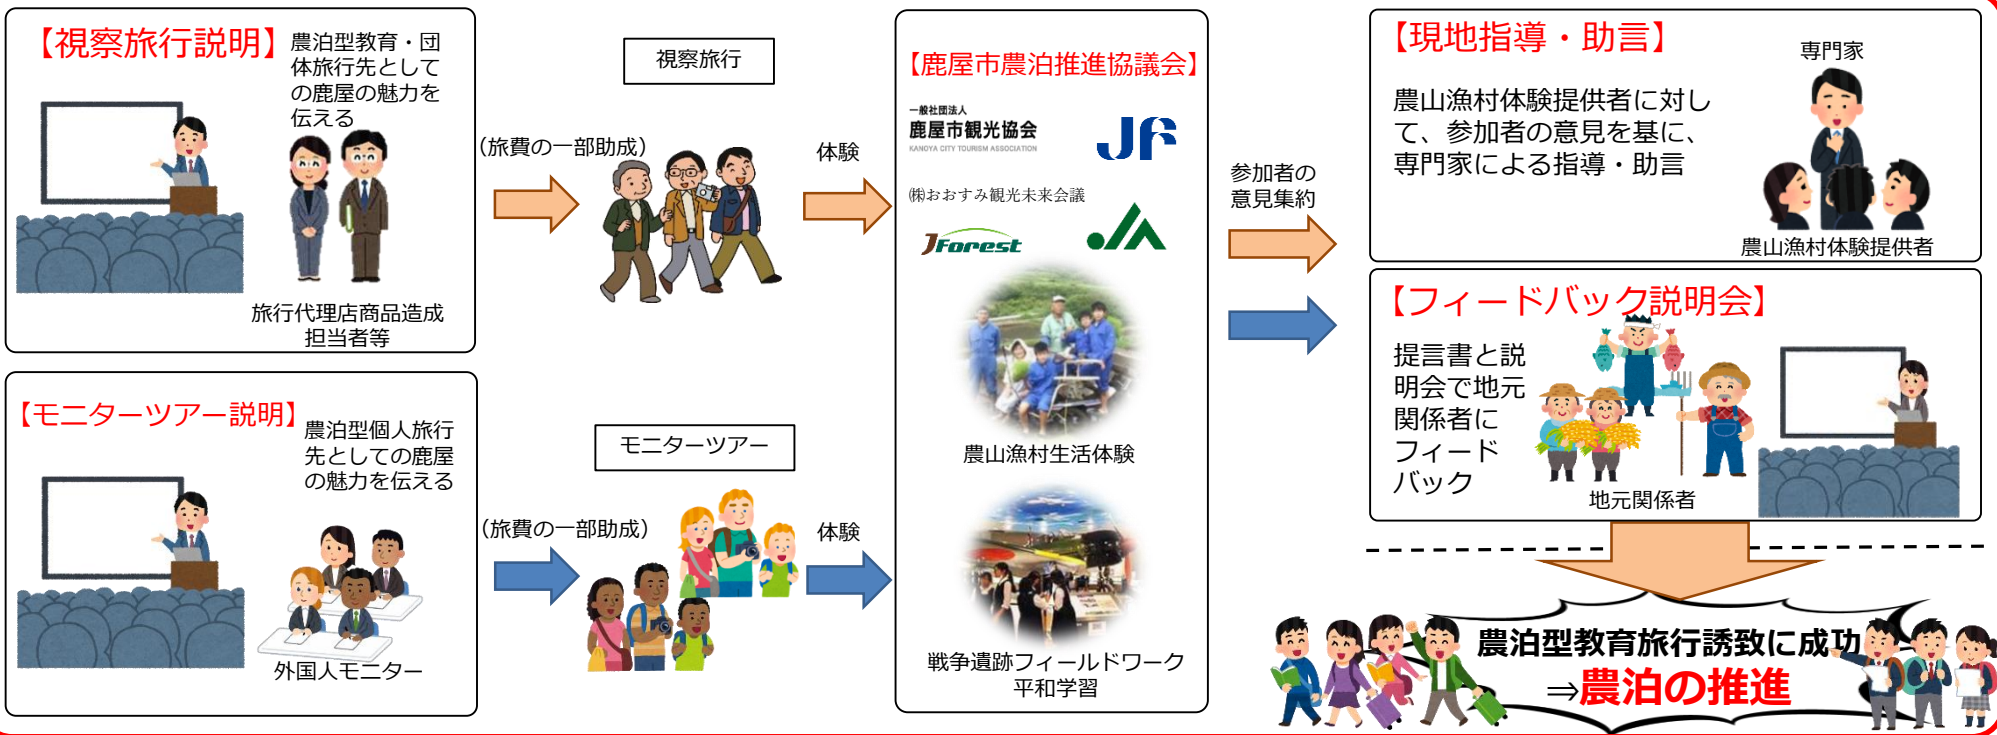 【視察旅行説明】
農泊型教育・団
体旅行先として
の鹿屋の魅力を
伝える
旅行代理店商品造成
担当者等
【モニターツアー説明】
農泊型個人旅行
先としての鹿屋
の魅力を伝える
外国人モニター
視察旅行
（旅費の一部助成）
体験
モニターツアー
（旅費の一部助成）
体験
【鹿屋市農泊推進協議会】
一般社団法人
鹿屋市観光協会
KANOYA CITY TOURISM ASSOCIATION
JF
㈱おおすみ観光未来会議
JForest
JA
農山漁村生活体験
戦争遺跡フィールドワーク
平和学習
参加者の
意見集約
【現地指導・助言】
農山漁村体験提供者に対し
て、参加者の意見を基に、
専門家による指導・助言
専門家
農山漁村体験提供者
【フィードバック説明会】
提言書と説
明会で地元
関係者に
フィード
バック
地元関係者
農泊型教育旅行誘致に成功
⇒農泊の推進